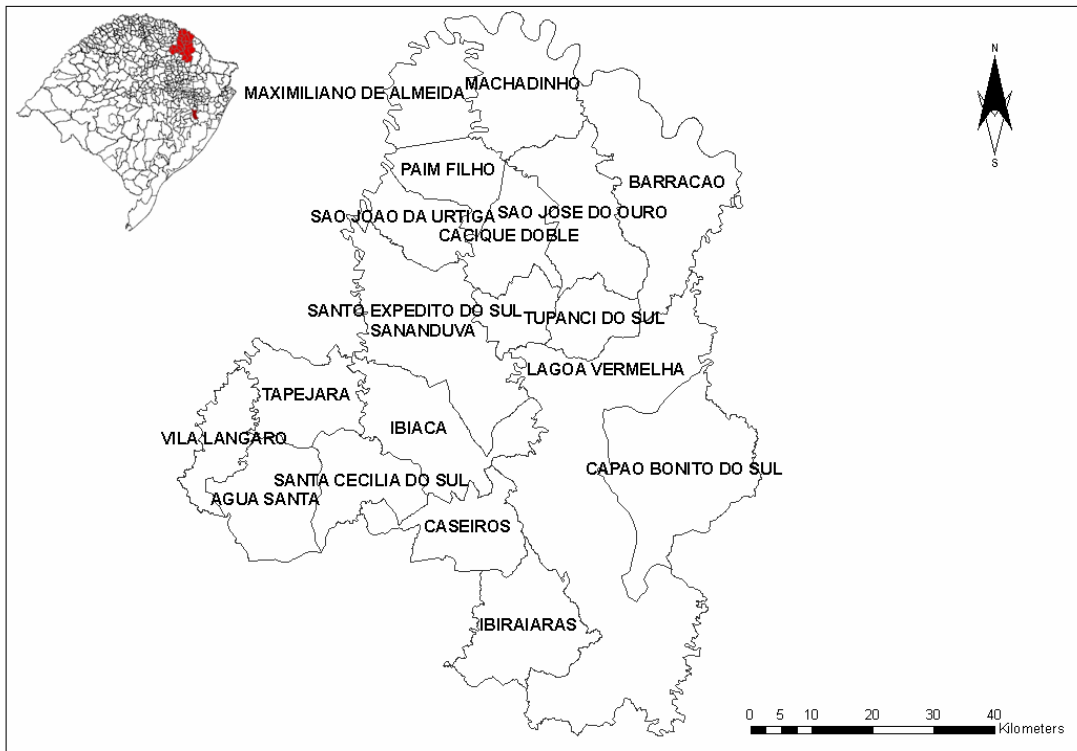 N
MACHADINHO
MAXIMILIANO DE ALMEIDA
S
PAIM FILHO
BARRACAO
SAO JOSE DO OURO
SAO JOAO DA URTIGA
CACIQUE DOBLE
SANTO EXPEDITO DO SUL
TUPANCI DO SUL
SANANDUVA
LAGOA VERMELHA
TAPEJARA
IBIACA
VILA LANGARO
CAPAO BONITO DO SUL
SANTA CECILIA DO SUL
AGUA SANTA
CASEIROS
IBIRAIARAS
0 5 10 20 30 40
Kilometers